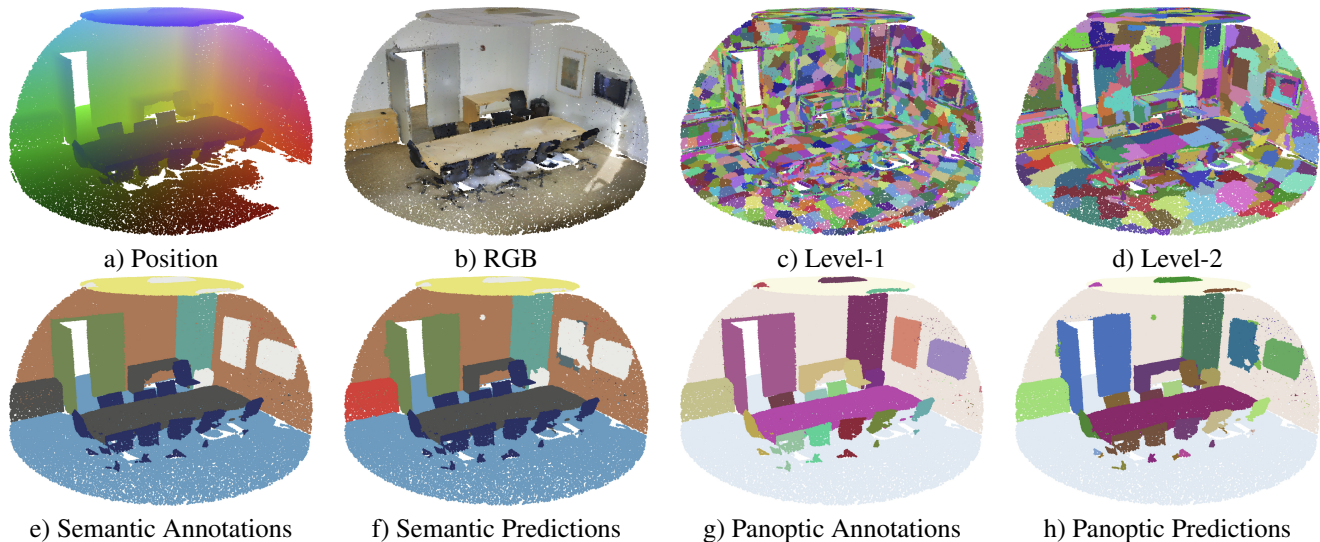 a) Position
b) RGB
c) Level-1
d) Level-2
e) Semantic Annotations
f) Semantic Predictions
g) Panoptic Annotations
h) Panoptic Predictions